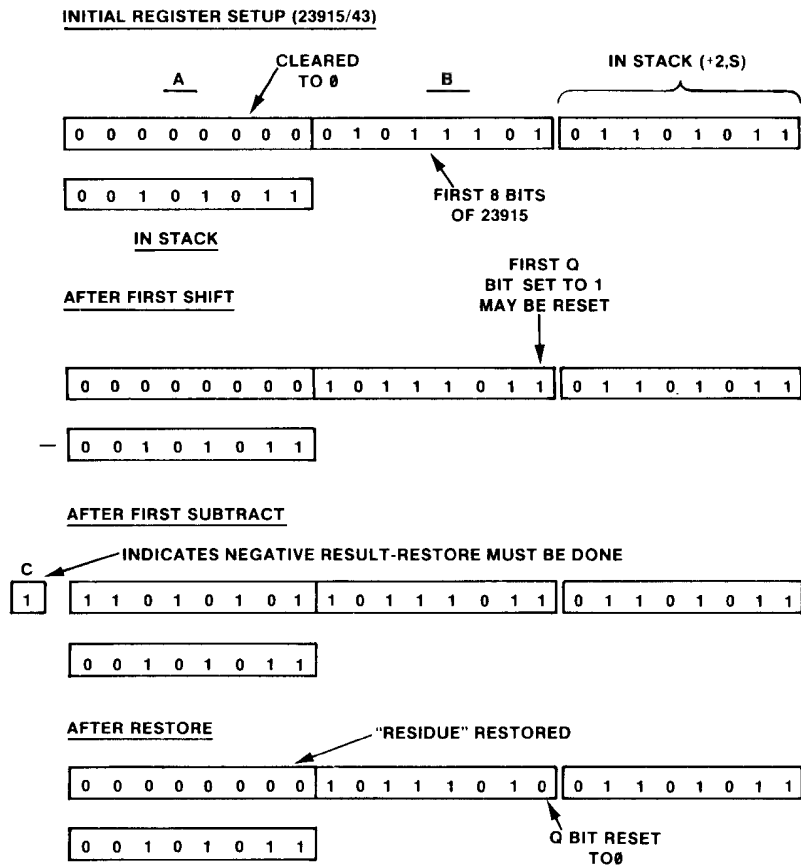 INITIAL REGISTER SETUP (23915/43)
A
CLEARED
TO 0
B
IN STACK (+2,S)
0 0 0 0 0 0 0 0 0 1 0 1 1 1 0 1 0 1 1 0 1 0 1 1
0 0 1 0 1 0 1 1
FIRST 8 BITS
OF 23915
IN STACK
FIRST Q
BIT SET TO 1
MAY BE RESET
AFTER FIRST SHIFT
0 0 0 0 0 0 0 0 1 0 1 1 1 0 1 1 0 1 1 0 1 0 1 1
— 0 0 1 0 1 0 1 1
AFTER FIRST SUBTRACT
C
INDICATES NEGATIVE RESULT-RESTORE MUST BE DONE
1 1 1 0 1 0 1 0 1 1 0 1 1 1 0 1 1 0 1 1 0 1 0 1 1
0 0 1 0 1 0 1 1
AFTER RESTORE
"RESIDUE" RESTORED
0 0 0 0 0 0 0 0 1 0 1 1 1 0 1 0 0 1 1 0 1 0 1 1
0 0 1 0 1 0 1 1
Q BIT RESET
TO0